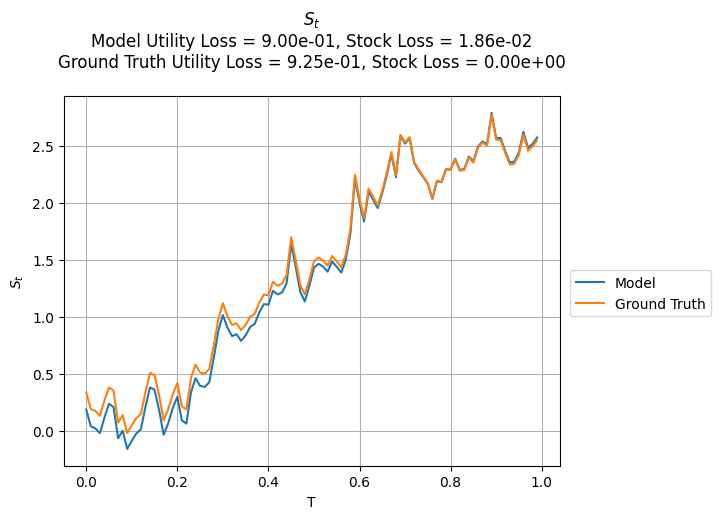 S_t
Model Utility Loss = 9.00e-01, Stock Loss = 1.86e-02
Ground Truth Utility Loss = 9.25e-01, Stock Loss = 0.00e+00
2.5
2.0
1.5
1.0
0.5
0.0
S_t
0.0 0.2 0.4 0.6 0.8 1.0
T
Model
Ground Truth